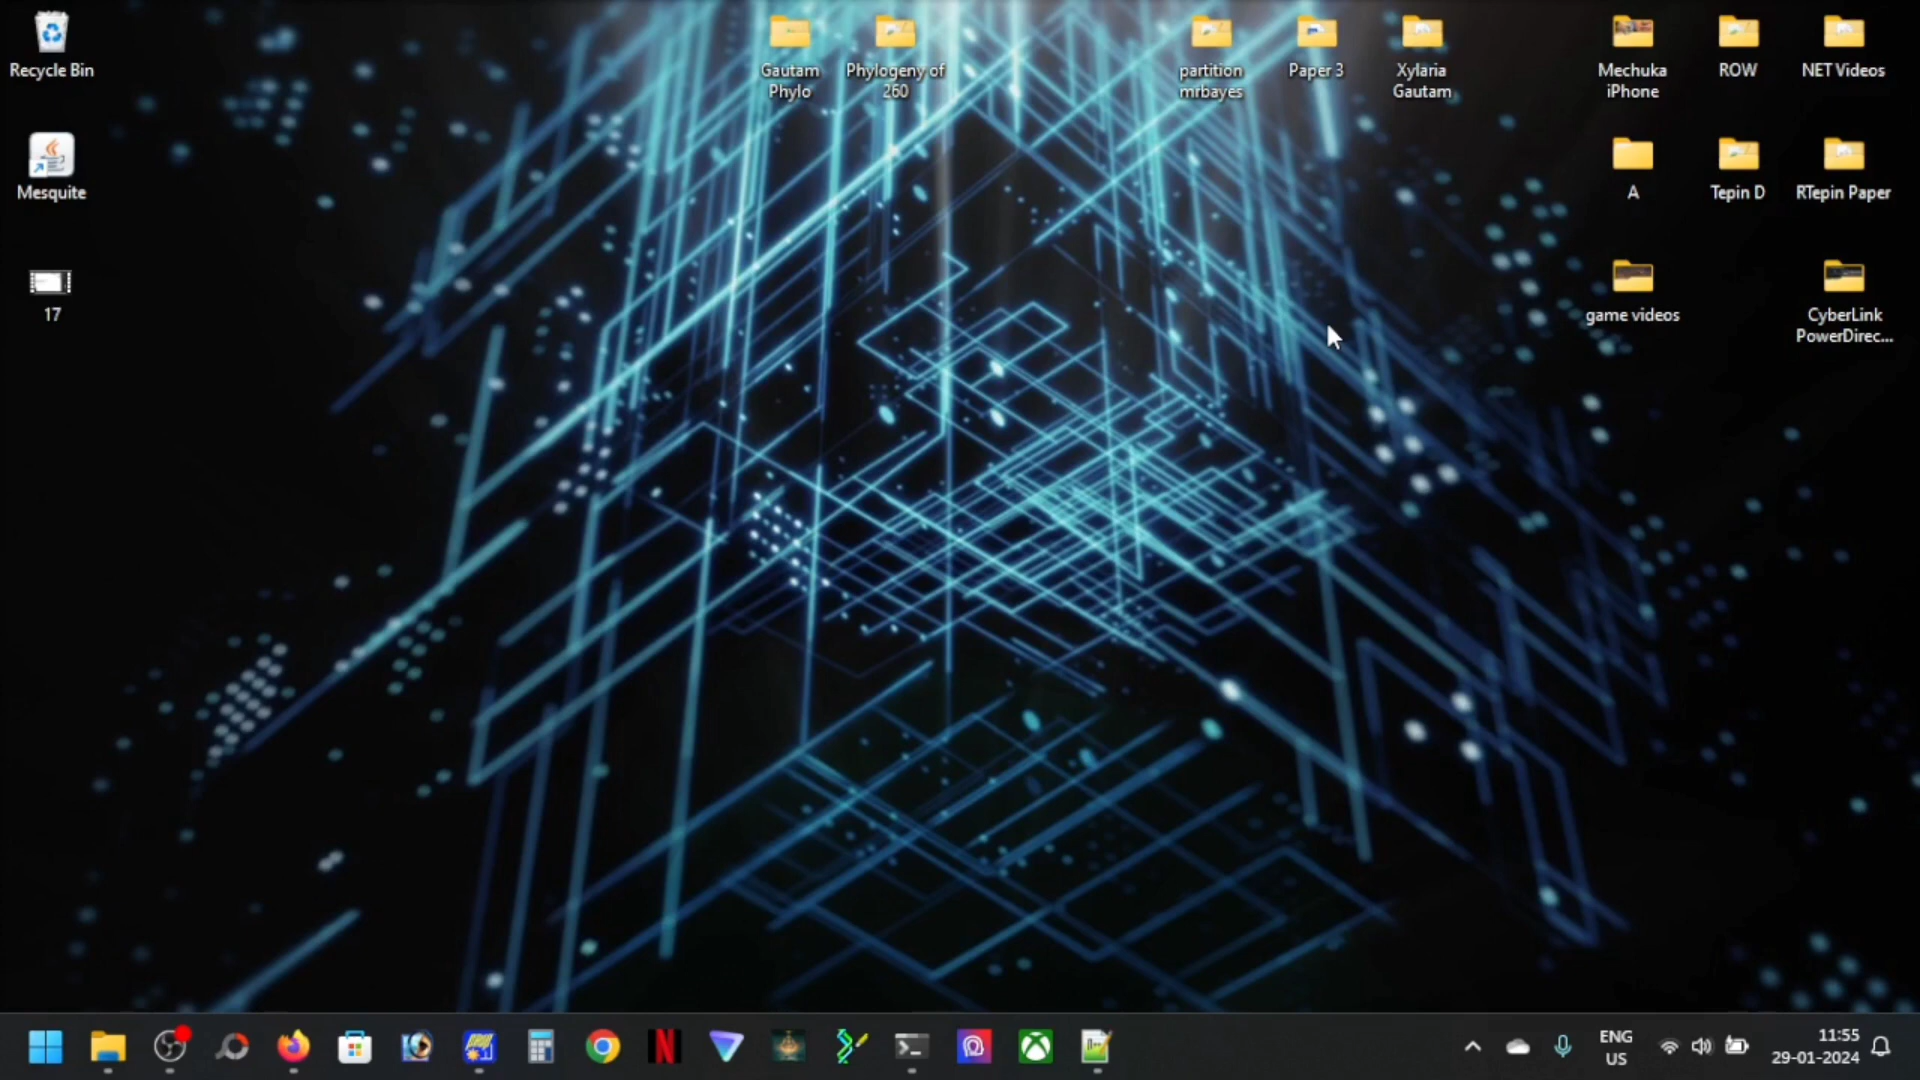 Recycle Bin
Gautam
Phylo
Phylogeny of
260
partition
mrbayes
Paper 3
Xylaria
Gautam
Mechuka
iPhone
ROW
NET Videos
Mesquite
A
Tepin D
RTepin Paper
17
game videos
CyberLink
PowerDirec...
ENG
US
11:55
29-01-2024